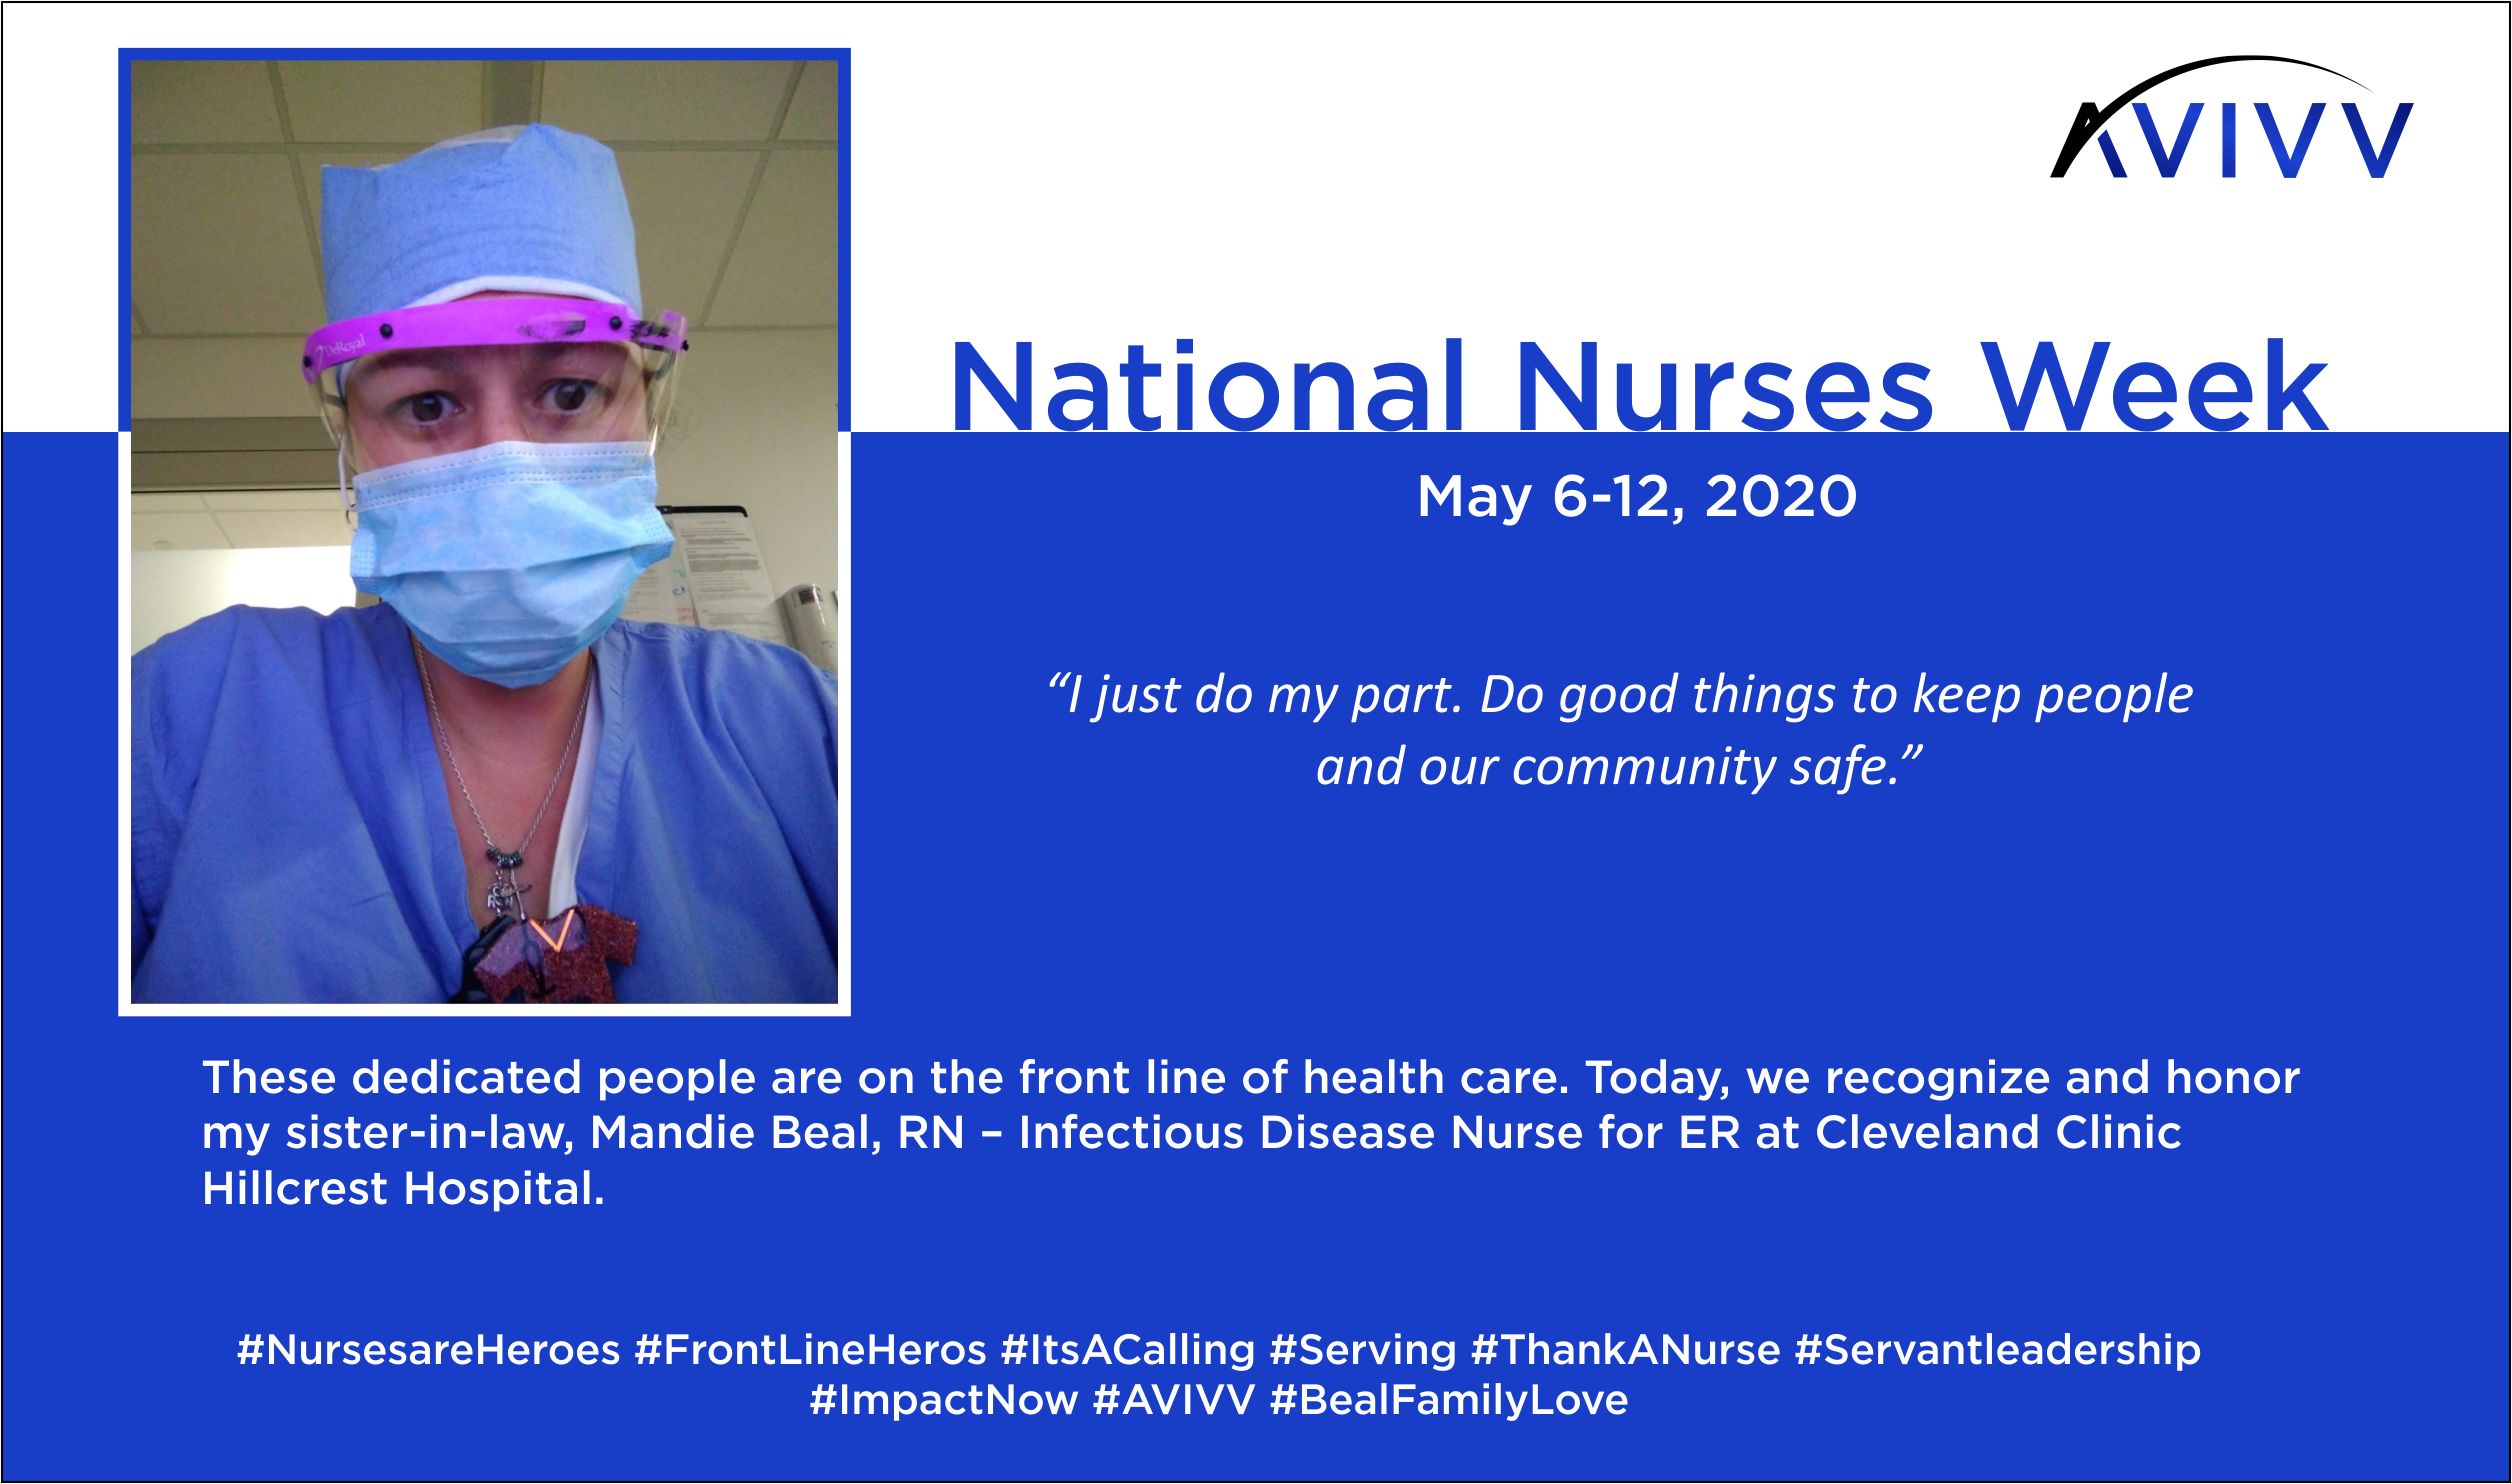 AVIVV
DeRoyal
National Nurses Week
May 6-12, 2020
“I just do my part. Do good things to keep people
and our community safe.”
These dedicated people are on the front line of health care. Today, we recognize and honor
my sister-in-law, Mandie Beal, RN – Infectious Disease Nurse for ER at Cleveland Clinic
Hillcrest Hospital.
#NursesareHeroes #FrontLineHeros #ItsACalling #Serving #ThankANurse #Servantleadership
#ImpactNow #AVIVV #BealFamilyLove